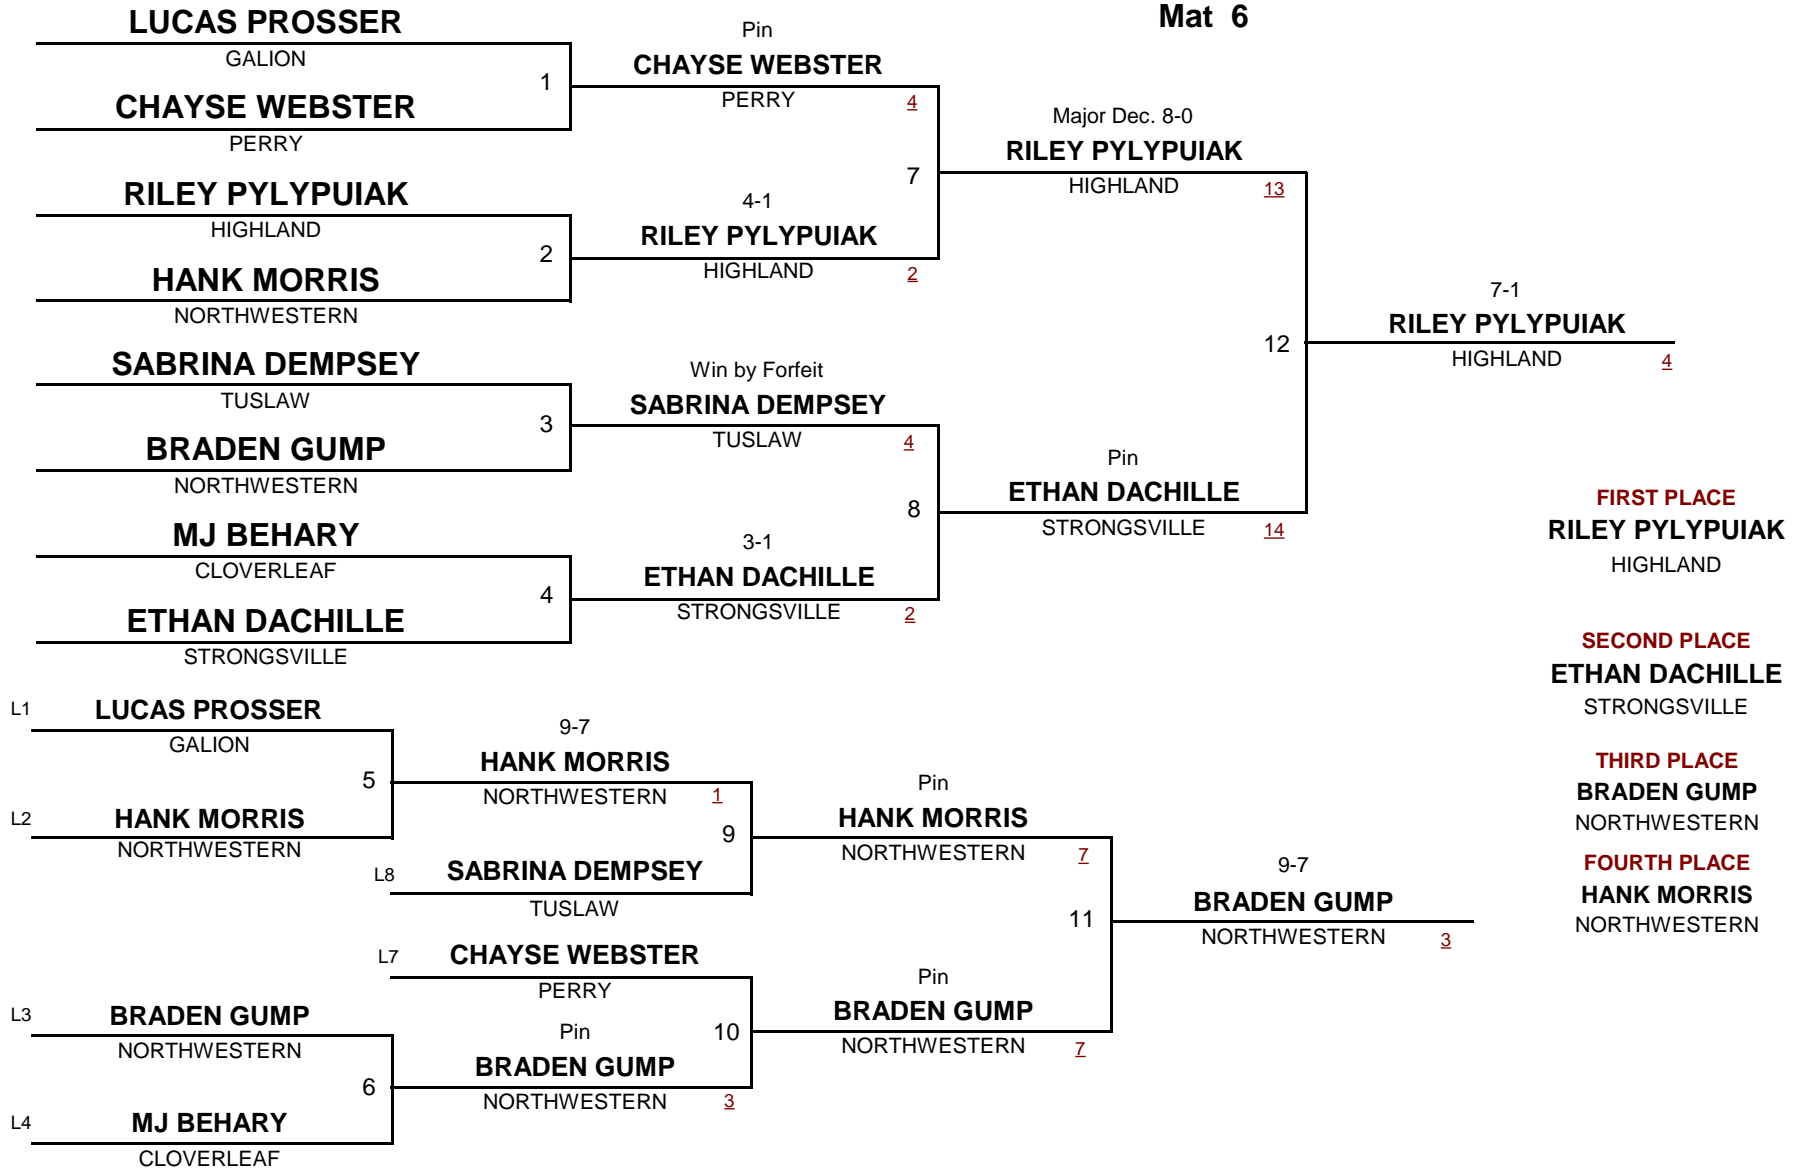 Mat 6
LUCAS PROSSER
GALION
1
CHAYSE WEBSTER
PERRY
Pin
CHAYSE WEBSTER
PERRY 4
RILEY PYLYPUIAK
HIGHLAND
2
HANK MORRIS
NORTHWESTERN
4-1
RILEY PYLYPUIAK
HIGHLAND 2
7
Major Dec. 8-0
RILEY PYLYPUIAK
HIGHLAND 13
SABRINA DEMPSEY
TUSLAW
3
BRADEN GUMP
NORTHWESTERN
Win by Forfeit
SABRINA DEMPSEY
TUSLAW 4
MJ BEHARY
CLOVERLEAF
4
ETHAN DACHILLE
STRONGSVILLE
3-1
ETHAN DACHILLE
STRONGSVILLE 2
8
Pin
ETHAN DACHILLE
STRONGSVILLE 14
12
7-1
RILEY PYLYPUIAK
HIGHLAND 4
FIRST PLACE
RILEY PYLYPUIAK
HIGHLAND
SECOND PLACE
ETHAN DACHILLE
STRONGSVILLE
THIRD PLACE
BRADEN GUMP
NORTHWESTERN
FOURTH PLACE
HANK MORRIS
NORTHWESTERN
L1 LUCAS PROSSER
GALION
5
L2 HANK MORRIS
NORTHWESTERN
9-7
HANK MORRIS
NORTHWESTERN 1
9
L8 SABRINA DEMPSEY
TUSLAW
Pin
HANK MORRIS
NORTHWESTERN 7
L7 CHAYSE WEBSTER
PERRY
L3 BRADEN GUMP
NORTHWESTERN
6
L4 MJ BEHARY
CLOVERLEAF
Pin
BRADEN GUMP
NORTHWESTERN 3
10
Pin
BRADEN GUMP
NORTHWESTERN 7
11
9-7
BRADEN GUMP
NORTHWESTERN 3